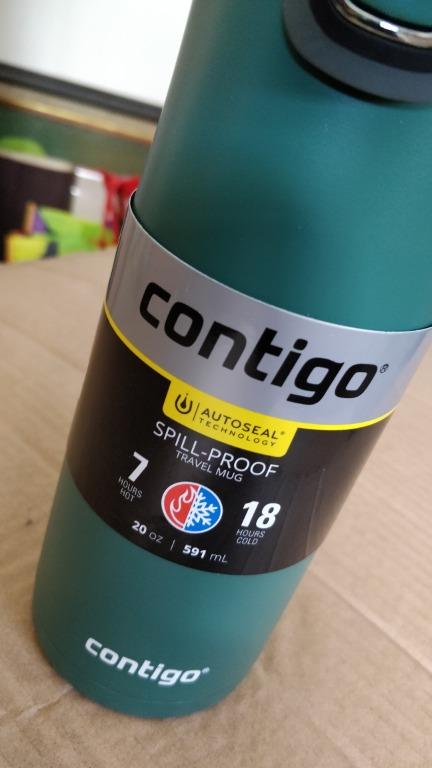 contigo®
AUTOSEAL®
TECHNOLOGY
SPILL-PROOF
TRAVEL MUG
7
HOURS
HOT
18
HOURS
COLD
20 oz | 591 mL
contigo®